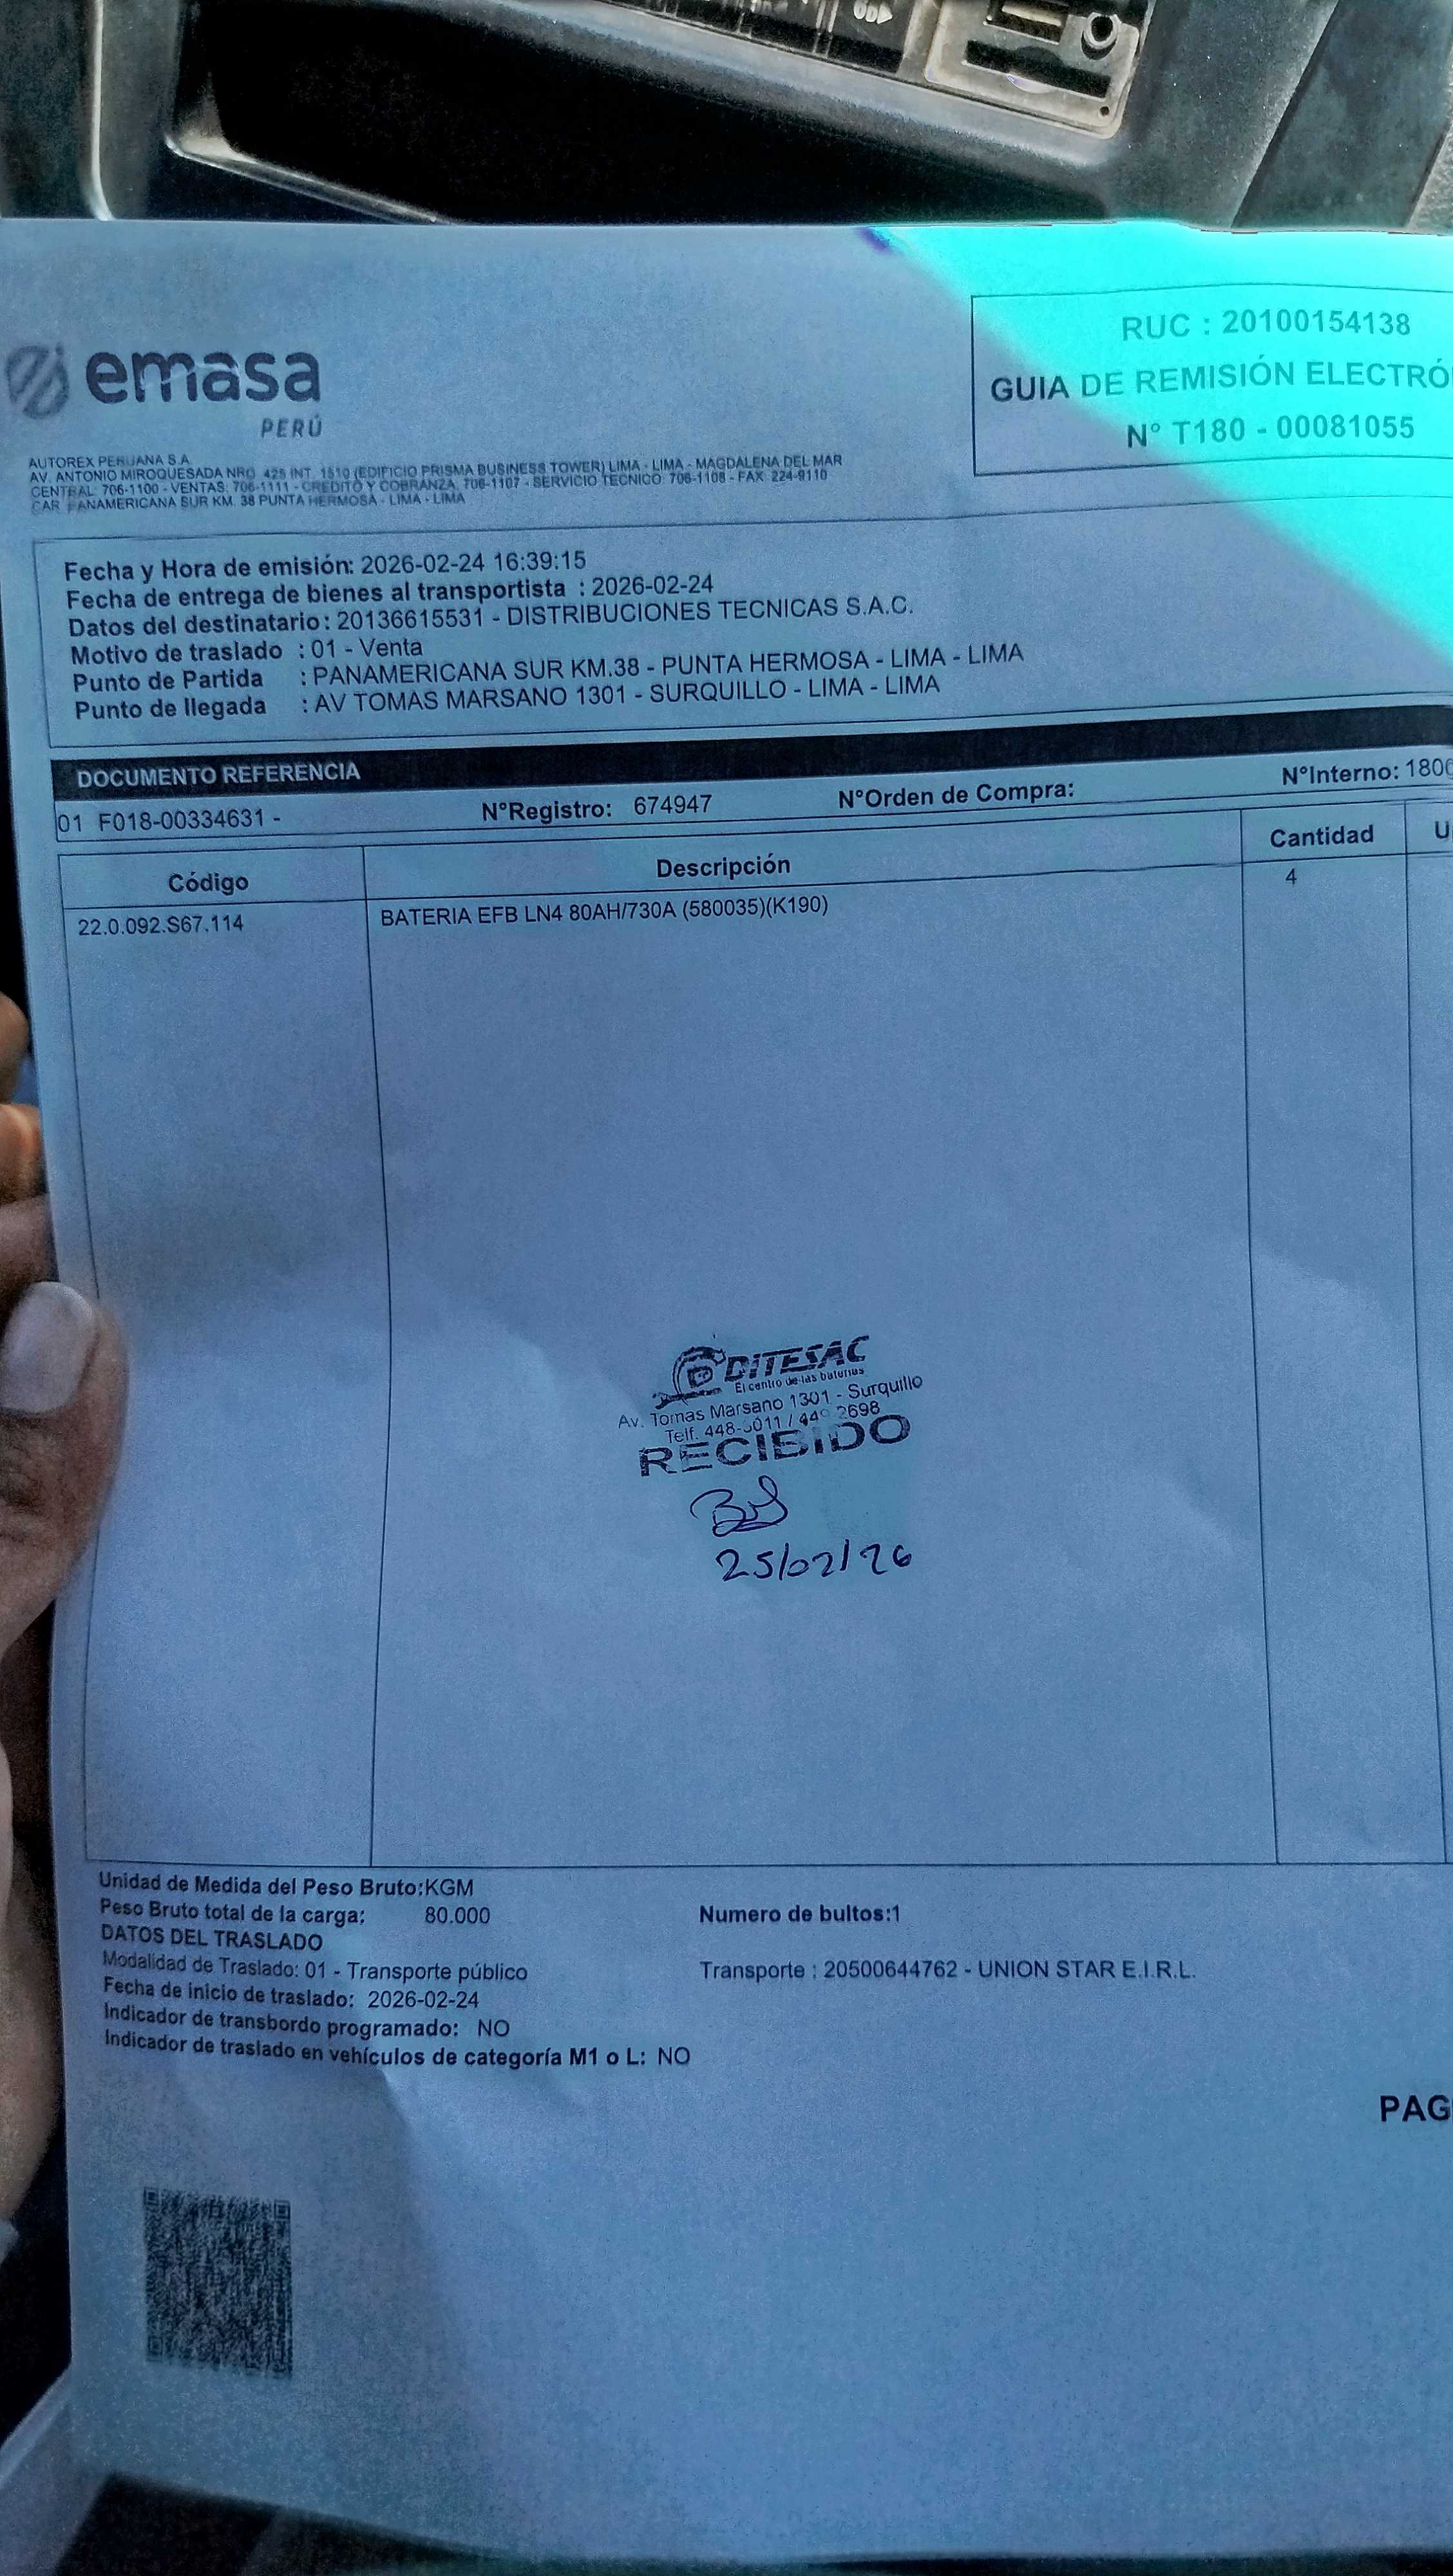 emasa
PERÚ
RUC : 20100154138
GUIA DE REMISIÓN ELECTRÓ
N° T180 - 00081055
AUTOREX PERUANA S.A.
AV. ANTONIO MIROQUESADA NRO. 425 INT. 1510 (EDIFICIO PRISMA BUSINESS TOWER) LIMA - LIMA - MAGDALENA DEL MAR
CENTRAL: 706-1100 - VENTAS: 706-1111 - CREDITO Y COBRANZA: 706-1107 - SERVICIO TECNICO: 706-1108 - FAX: 224-9110
CAR. PANAMERICANA SUR KM. 38 PUNTA HERMOSA - LIMA - LIMA
Fecha y Hora de emisión: 2026-02-24 16:39:15
Fecha de entrega de bienes al transportista : 2026-02-24
Datos del destinatario: 20136615531 - DISTRIBUCIONES TECNICAS S.A.C.
Motivo de traslado : 01 - Venta
Punto de Partida : PANAMERICANA SUR KM.38 - PUNTA HERMOSA - LIMA - LIMA
Punto de llegada : AV TOMAS MARSANO 1301 - SURQUILLO - LIMA - LIMA
DOCUMENTO REFERENCIA
01 F018-00334631 - N°Registro: 674947 N°Orden de Compra: N°Interno: 180
Código Descripción Cantidad U
22.0.092.S67.114 BATERIA EFB LN4 80AH/730A (580035)(K190) 4
DITESAC
El centro de las baterias
Av. Tomas Marsano 1301 - Surquillo
Telf. 2698
RECIBIDO
25/02/26
Unidad de Medida del Peso Bruto:KGM
Peso Bruto total de la carga: 80.000 Numero de bultos:1
DATOS DEL TRASLADO
Modalidad de Traslado: 01 - Transporte público Transporte : 20500644762 - UNION STAR E.I.R.L.
Fecha de inicio de traslado: 2026-02-24
Indicador de transbordo programado: NO
Indicador de traslado en vehículos de categoría M1 o L: NO
PAG